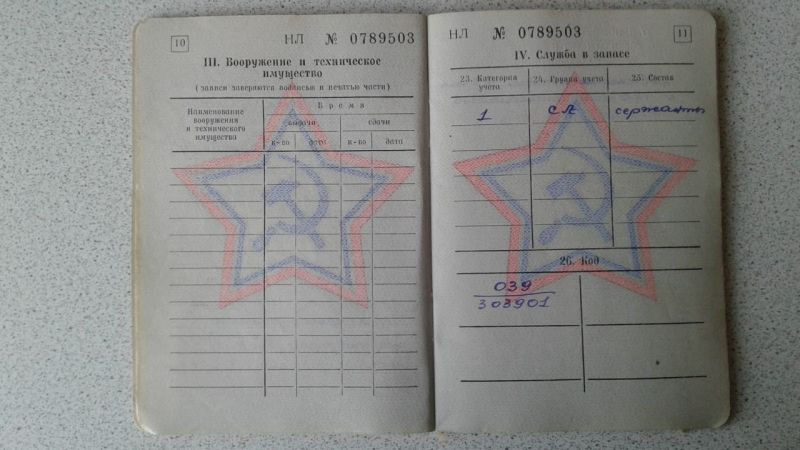 10
НЛ № 0789503
III. Вооружение и техническое
имущество
(записи заверяются подписью и печатью части)
Наименование
вооружения
и технического
имущества
Время
выдачи
сдачи
к-во
дата
к-во
дата
НЛ № 0789503
11
IV. Служба в запасе
23. Категория
учета
24. Группа учета
25. Состав
1
СА
сержанты
26. Код
039
303901